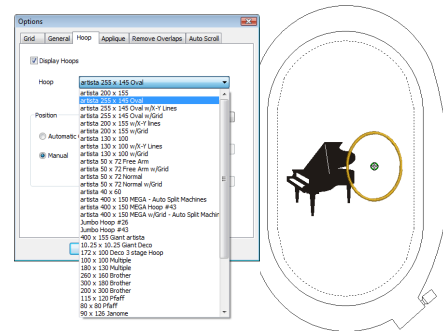 Options
Grid General Hoop Applique Remove Overlaps Auto Scroll
Display Hoops
Hoop artista 255 x 145 Oval
artista 200 x 155
artista 255 x 145 Oval
artista 255 x 145 Oval w/X-Y Lines
artista 255 x 145 Oval w/Grid
artista 200 x 155 w/X-Y lines
artista 200 x 155 w/Grid
artista 130 x 100
artista 130 x 100 w/X-Y Lines
artista 130 x 100 w/Grid
artista 50 x 72 Free Arm
artista 50 x 72 Free Arm w/Grid
artista 50 x 72 Normal
artista 50 x 72 Normal w/Grid
artista 40 x 60
artista 400 x 150 MEGA - Auto Split Machines
artista 400 x 150 MEGA Hoop #43
artista 400 x 150 MEGA w/Grid - Auto Split Machin
Jumbo Hoop #26
Jumbo Hoop #43
400 x 155 Giant artista
10.25 x 10.25 Giant Deco
172 x 100 Deco 3 stage Hoop
100 x 100 Multiple
180 x 130 Multiple
260 x 160 Brother
300 x 180 Brother
200 x 300 Brother
115 x 120 Pfaff
80 x 80 Pfaff
90 x 126 Janome
Position
Automatic
Manual